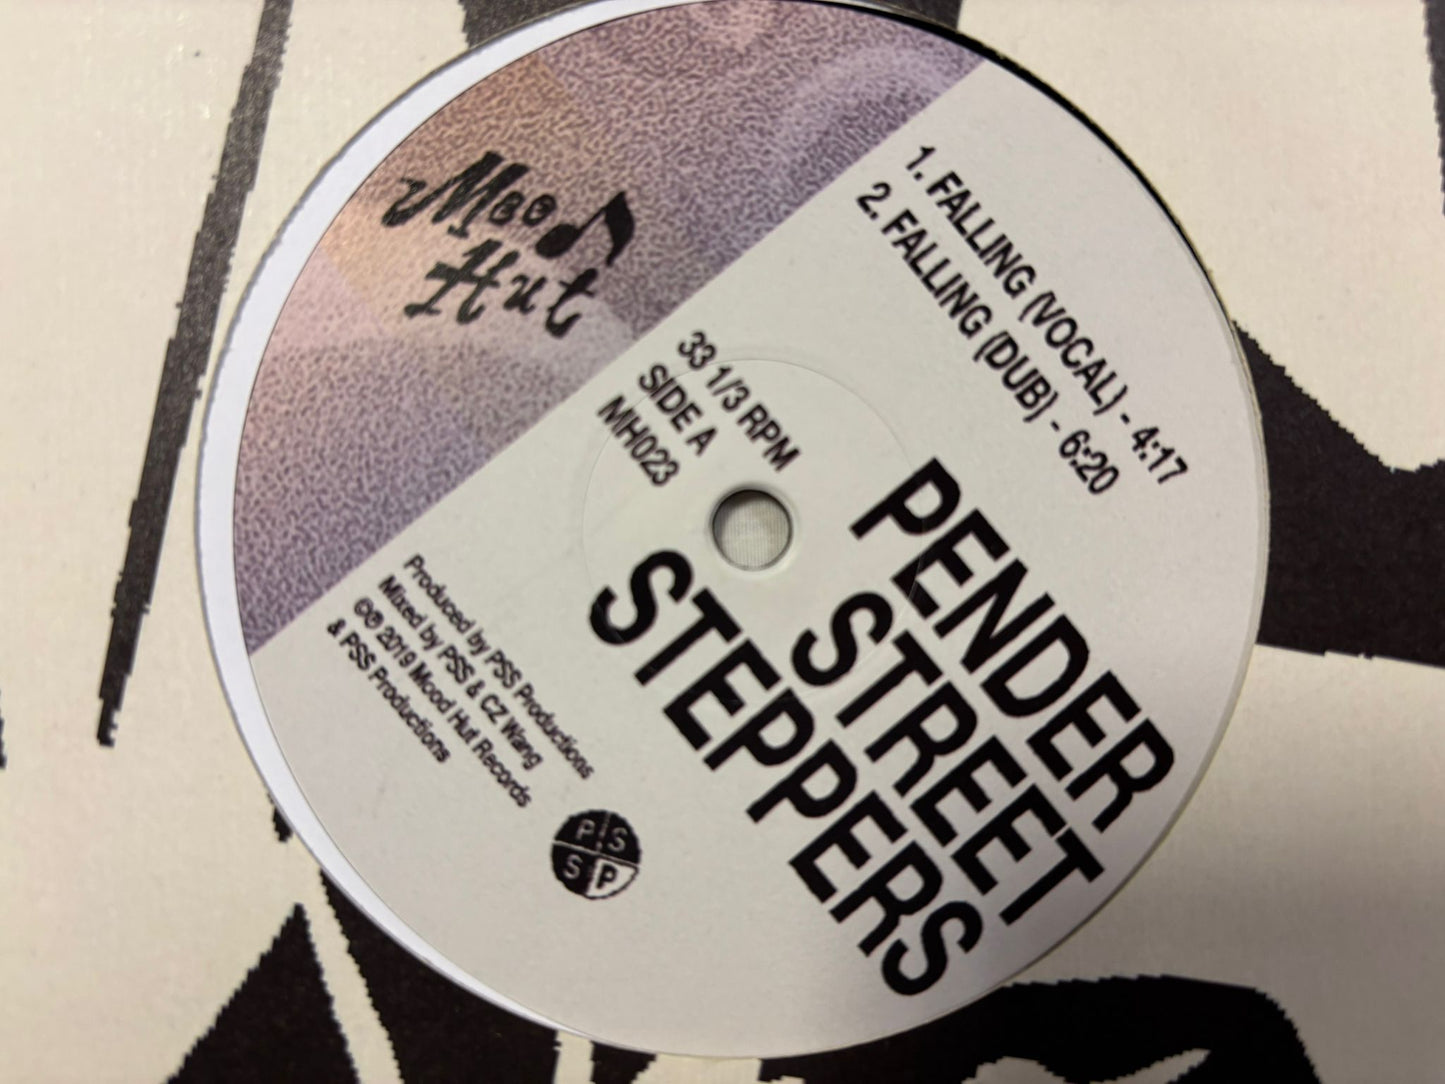 Mood
Hut
1. FALLING (VOCAL) - 4:17
2. FALLING (DUB) - 6:20
33 1/3 RPM
SIDE A
MH023
PENDER
STREET
STEPPERS
Produced by PSS Productions
Mixed by PSS & CZ Wang
©℗ 2019 Mood Hut Records
& PSS Productions
P S
S P